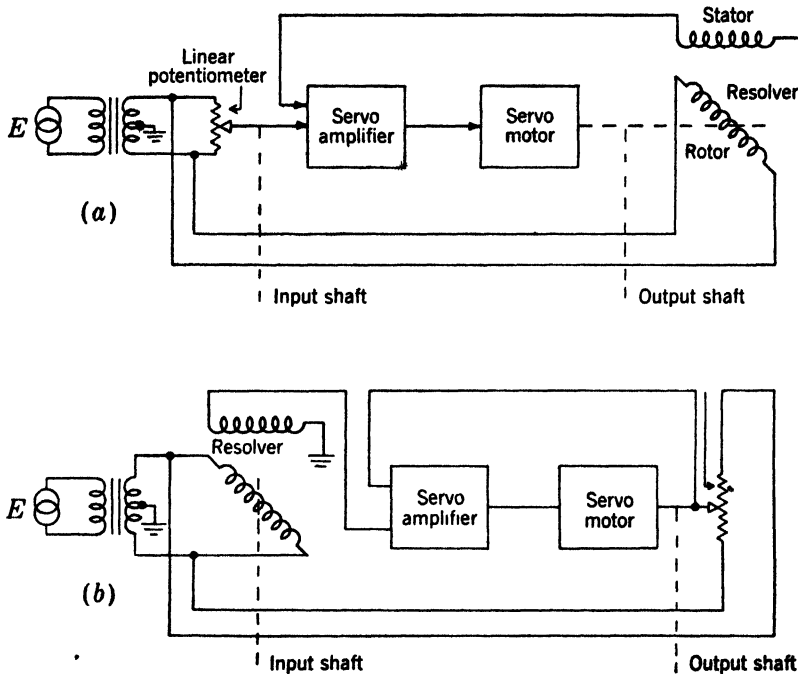 Stator
Linear
potentiometer
Resolver
E
Servo
amplifier
Servo
motor
Rotor
(a)
Input shaft
Output shaft
Resolver
E
Servo
amplifier
Servo
motor
(b)
Input shaft
Output shaft